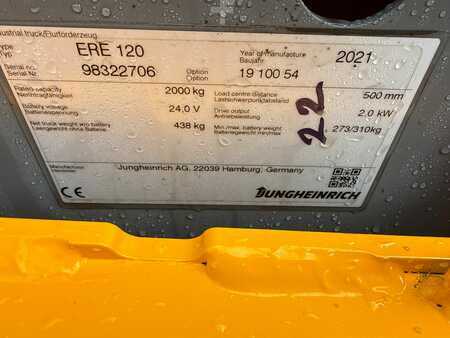 Industrial truck/Flurförderzeug
Type ERE 120 Year of manufacture 2021
Typ Baujahr
Serial no. 98322706 Option 19 100 54
Serial Nr. Option
Rated capacity 2000 kg Load centre distance 500 mm
Nenntragfähigkeit Lastschwerpunktabstand
Battery voltage 24,0 V Drive output 2,0 kW
Batteriespannung Antriebsleistung
Net truck weight w/o battery 438 kg Min./max. battery weight 273/310kg
Leergewicht ohne Batterie Batteriegewicht min/max
22
Manufacturer Jungheinrich AG, 22039 Hamburg, Germany
Hersteller
CE JUNGHEINRICH